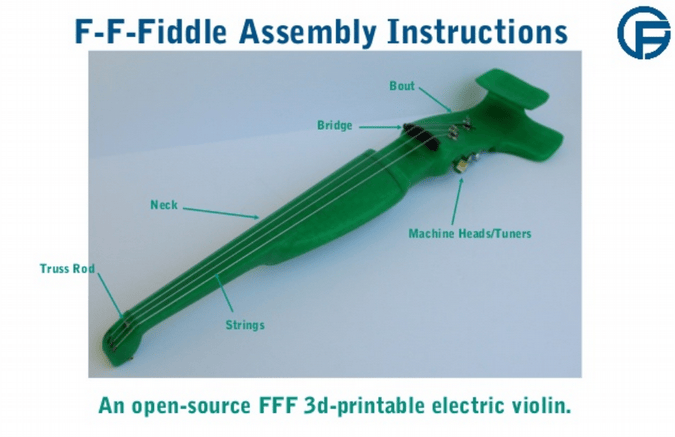 F-F-Fiddle Assembly Instructions
Bout
Bridge
Neck
Machine Heads/Tuners
Truss Rod
Strings
An open-source FFF 3d-printable electric violin.